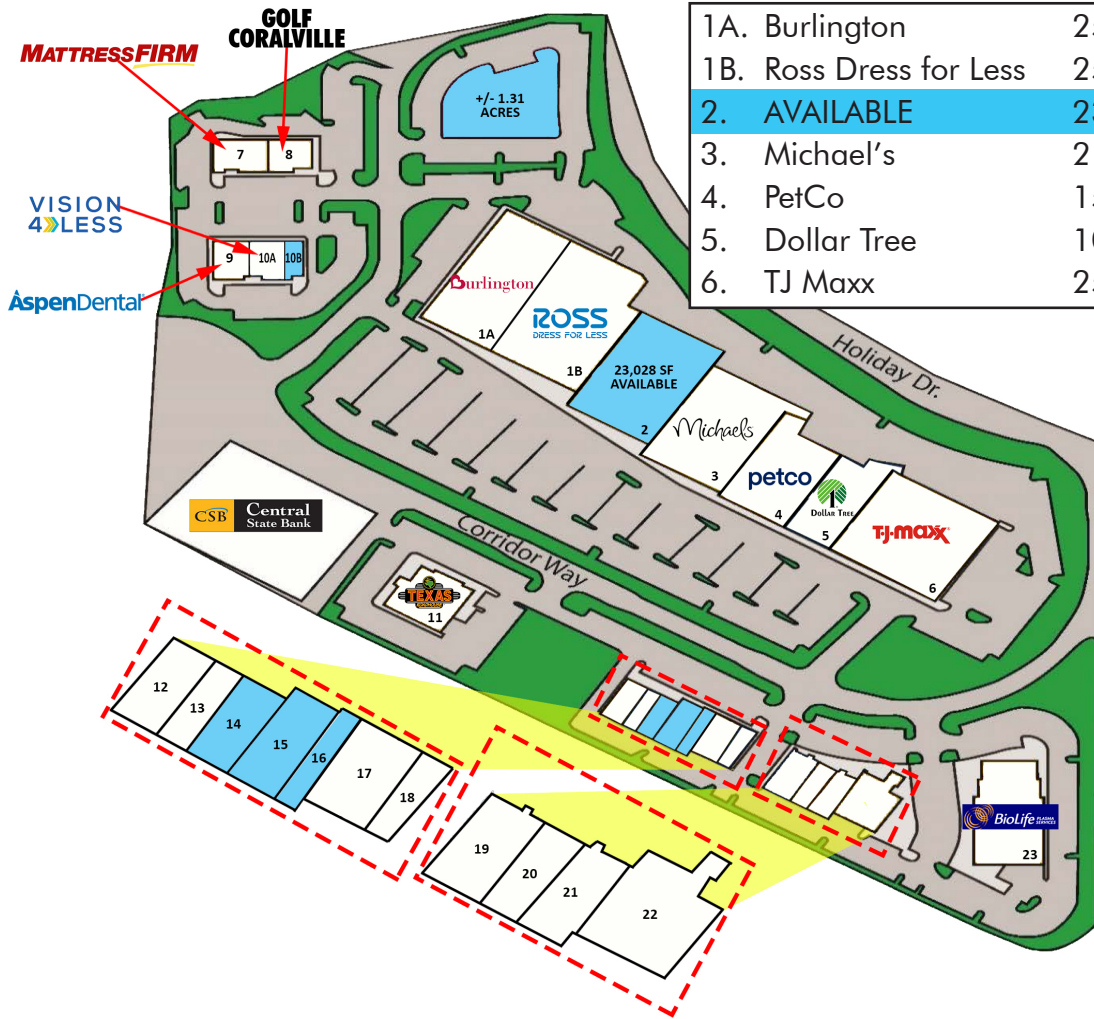 GOLF
CORALVILLE
MATTRESSFIRM
+/- 1.31
ACRES
1A. Burlington
1B. Ross Dress for Less
2. AVAILABLE
3. Michael's
4. PetCo
5. Dollar Tree
6. TJ Maxx
7
8
VISION
4 LESS
9
10A
10B
AspenDental
Burlington
1A
ROSS
DRESS FOR LESS
1B
23,028 SF
AVAILABLE
2
Holiday Dr.
Michaels
3
petco
4
DOLLAR TREE
5
T.J.maxx
6
CSB Central
State Bank
Corridor Way
TEXAS
11
12
13
14
15
16
17
18
19
20
21
22
BioLife PLASMA
SERVICES
23